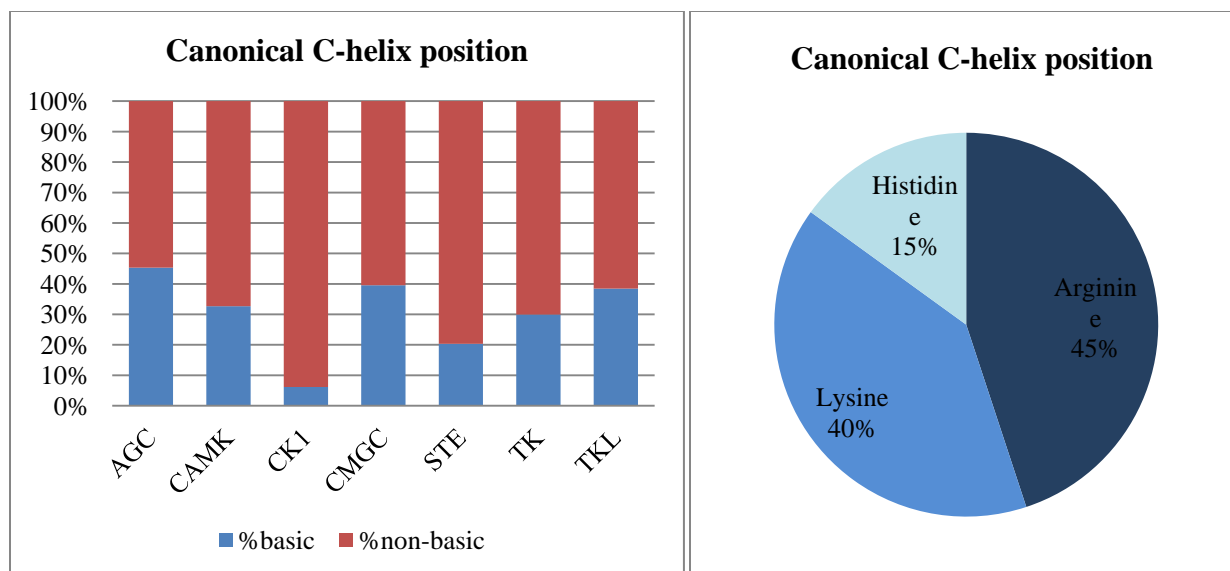 Canonical C-helix position
100%
90%
80%
70%
60%
50%
40%
30%
20%
10%
0%
AGC
CAMK
CK1
CMGC
STE
TK
TKL
%basic %non-basic
Canonical C-helix position
Histidin
e
15%
Arginin
e
45%
Lysine
40%